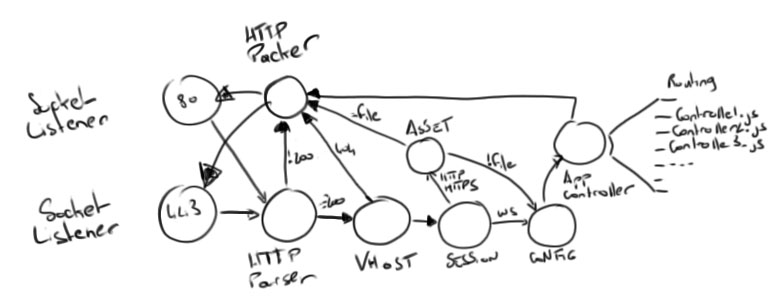 HTTP
Packer
Socket
Listener
80
=file
ASSET
!200
!file
HTTP
HTTPS
Routing
Controller1.js
Controller2.js
Controller3.js
----
App
Controller
Socket
Listener
443
=200
WS
HTTP
Parser
VHOST
SESSION
CONFIG